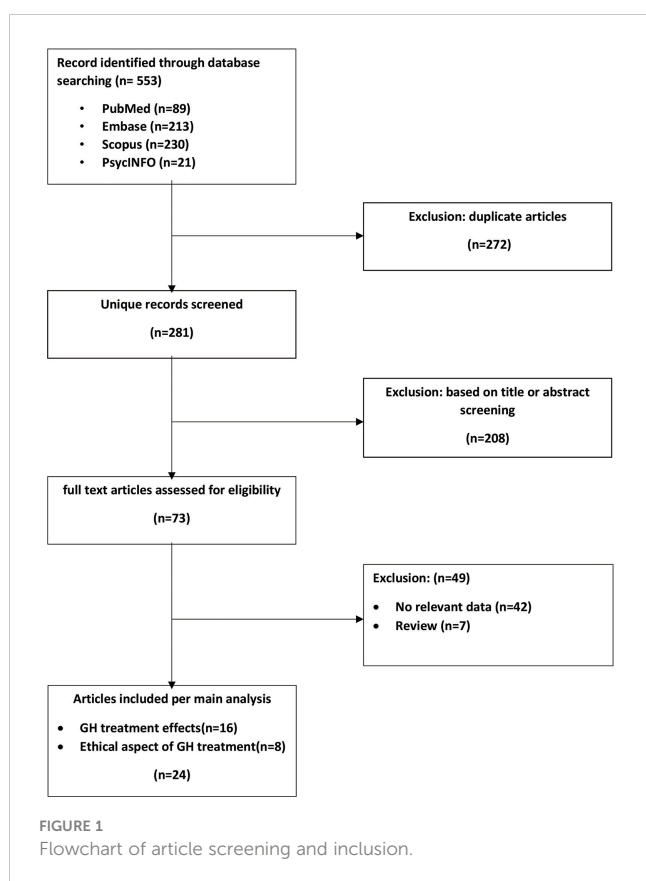 Record identified through database
searching (n= 553)
• PubMed (n=89)
• Embase (n=213)
• Scopus (n=230)
• PsycINFO (n=21)
Exclusion: duplicate articles
(n=272)
Unique records screened
(n=281)
Exclusion: based on title or abstract
screening
(n=208)
full text articles assessed for eligibility
(n=73)
Exclusion: (n=49)
• No relevant data (n=42)
• Review (n=7)
Articles included per main analysis
• GH treatment effects(n=16)
• Ethical aspect of GH treatment(n=8)
(n=24)
FIGURE 1
Flowchart of article screening and inclusion.